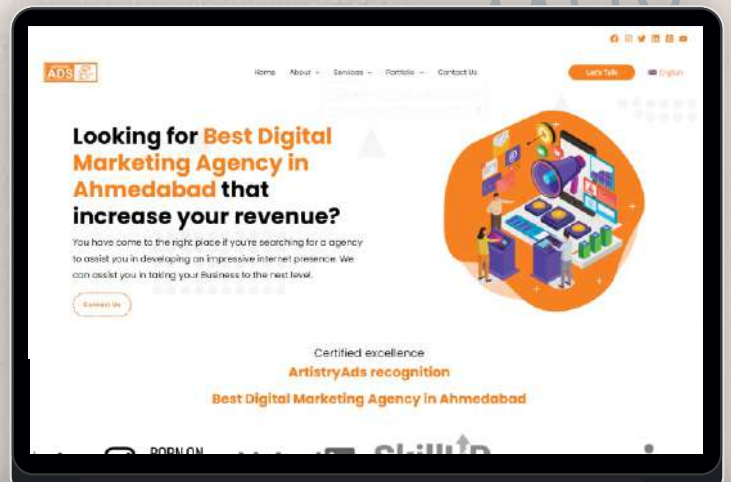 ADS
Home About Services Portfolio Contact Us
Let's Talk
English
Looking for Best Digital
Marketing Agency in
Ahmedabad that
increase your revenue?
You have come to the right place if you're searching for a agency
to assist you in developing an impressive internet presence. We
can assist you in taking your Business to the next level.
Contact Us
Certified excellence
ArtistryAds recognition
Best Digital Marketing Agency in Ahmedabad